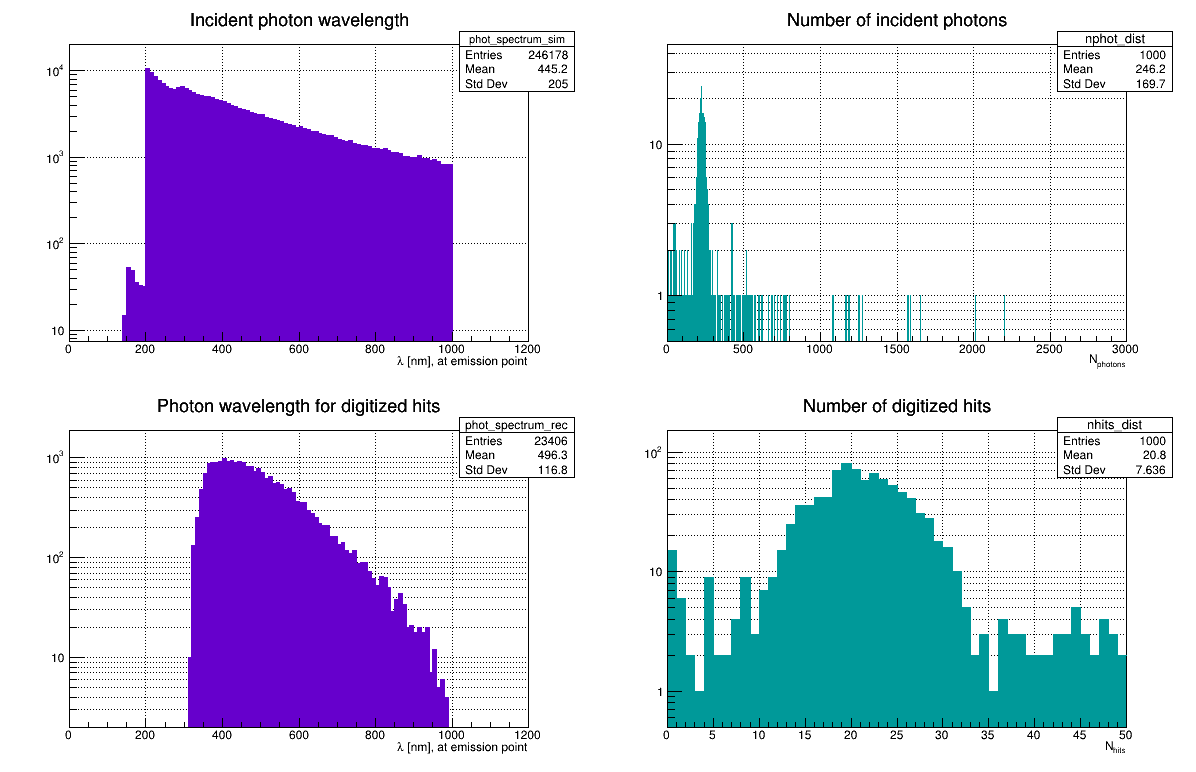 Incident photon wavelength
phot_spectrum_sim
Entries 246178
Mean 445.2
Std Dev 205
10⁴
10³
10²
10
0 200 400 600 800 1000 1200
λ [nm], at emission point
Number of incident photons
nphot_dist
Entries 1000
Mean 246.2
Std Dev 169.7
10
1
0 500 1000 1500 2000 2500 3000
Nphotons
Photon wavelength for digitized hits
phot_spectrum_rec
Entries 23406
Mean 496.3
Std Dev 116.8
10³
10²
10
0 200 400 600 800 1000 1200
λ [nm], at emission point
Number of digitized hits
nhits_dist
Entries 1000
Mean 20.8
Std Dev 7.636
10²
10
1
0 5 10 15 20 25 30 35 40 45 50
Nhits